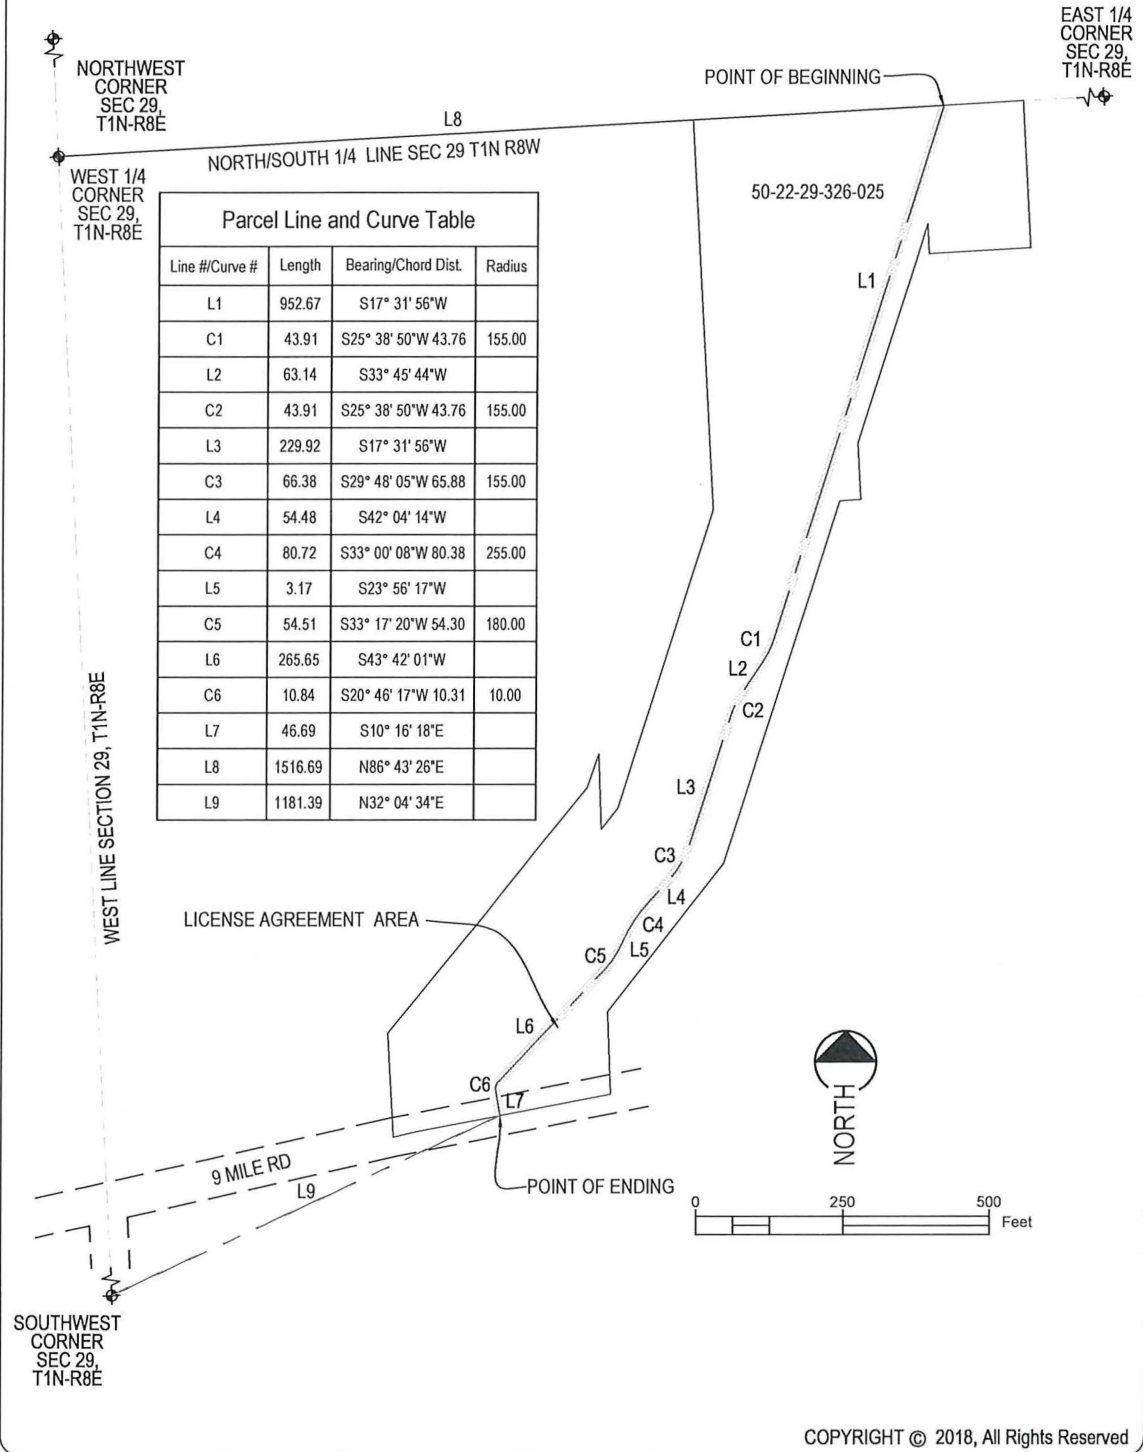 EAST 1/4
CORNER
SEC 29,
T1N-R8E
NORTHWEST
CORNER
SEC 29,
T1N-R8E
POINT OF BEGINNING
L8
NORTH/SOUTH 1/4 LINE SEC 29 T1N R8W
WEST 1/4
CORNER
SEC 29,
T1N-R8E
50-22-29-326-025
Parcel Line and Curve Table
Line #/Curve # Length Bearing/Chord Dist. Radius
L1 952.67 S17° 31' 56"W
C1 43.91 S25° 38' 50"W 43.76 155.00
L2 63.14 S33° 45' 44"W
C2 43.91 S25° 38' 50"W 43.76 155.00
L3 229.92 S17° 31' 56"W
C3 66.38 S29° 48' 05"W 65.88 155.00
L4 54.48 S42° 04' 14"W
C4 80.72 S33° 00' 08"W 80.38 255.00
L5 3.17 S23° 56' 17"W
C5 54.51 S33° 17' 20"W 54.30 180.00
L6 265.65 S43° 42' 01"W
C6 10.84 S20° 46' 17"W 10.31 10.00
L7 46.69 S10° 16' 18"E
L8 1516.69 N86° 43' 26"E
L9 1181.39 N32° 04' 34"E
L1
C1
L2
C2
L3
C3
L4
C4
L5
C5
WEST LINE SECTION 29, T1N-R8E
LICENSE AGREEMENT AREA
L6
C6
L7
9 MILE RD
L9
POINT OF ENDING
NORTH
0 250 500
Feet
SOUTHWEST
CORNER
SEC 29,
T1N-R8E
COPYRIGHT © 2018, All Rights Reserved